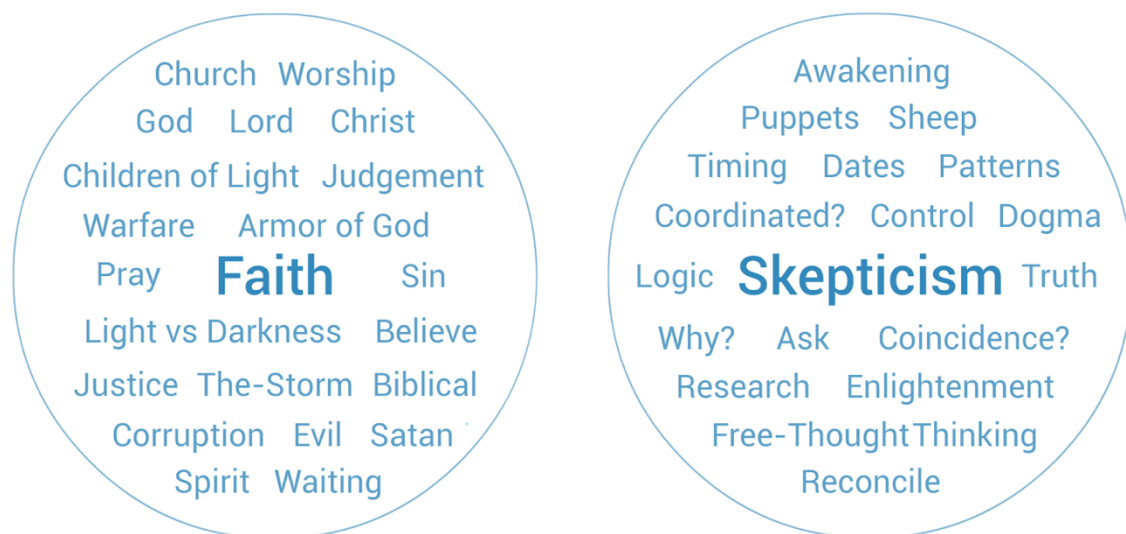 Church Worship
God Lord Christ
Children of Light Judgement
Warfare Armor of God
Pray Faith Sin
Light vs Darkness Believe
Justice The-Storm Biblical
Corruption Evil Satan
Spirit Waiting
Awakening
Puppets Sheep
Timing Dates Patterns
Coordinated? Control Dogma
Logic Skepticism Truth
Why? Ask Coincidence?
Research Enlightenment
Free-Thought Thinking
Reconcile